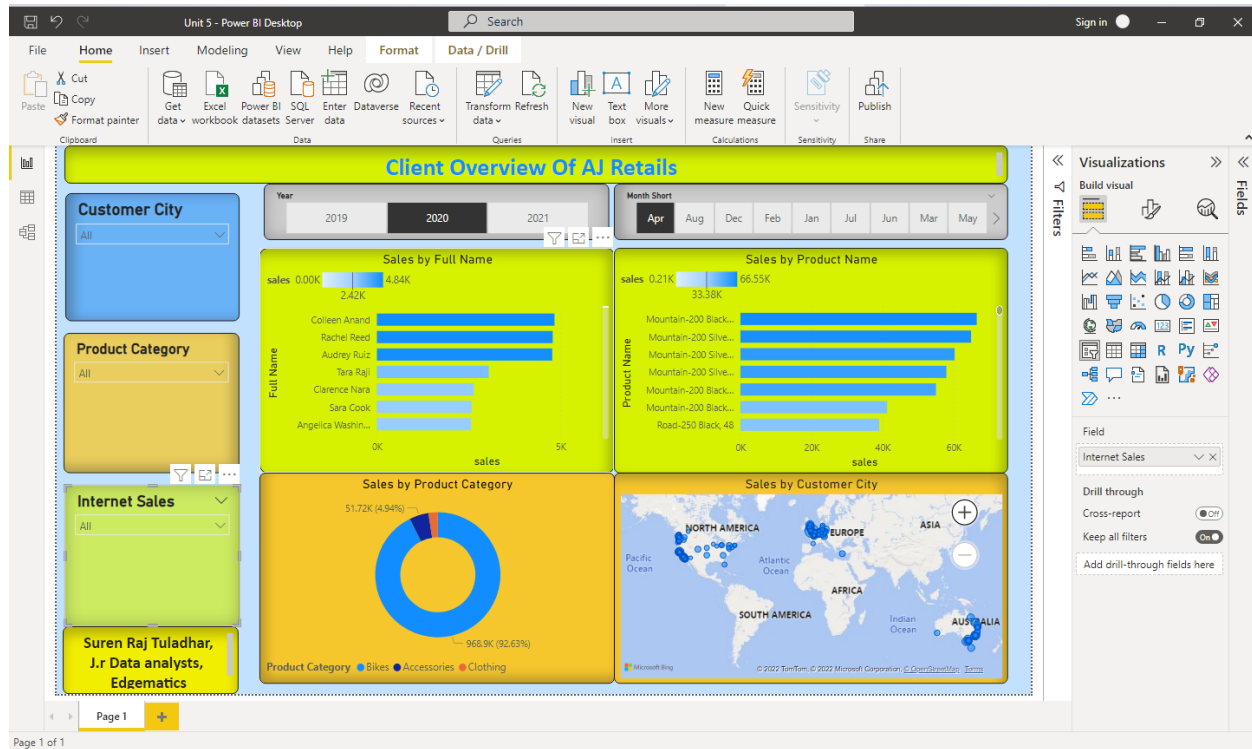 Unit 5 - Power BI Desktop
Search
Sign in
File Home Insert Modeling View Help Format Data / Drill
Paste
Cut
Copy
Format painter
Clipboard
Get data
Excel workbook
Power BI datasets
SQL Server
Enter data
Dataverse
Recent sources
Data
Transform data
Refresh
Queries
New visual
Text box
More visuals
Insert
New measure
Quick measure
Calculations
Sensitivity
Sensitivity
Publish
Share
Client Overview Of AJ Retails
Customer City
All
Product Category
All
Internet Sales
All
Suren Raj Tuladhar,
J.r Data analysts,
Edgematics
Year
2019 2020 2021
Month Short
Apr Aug Dec Feb Jan Jul Jun Mar May
Sales by Full Name
sales 0.00K 4.84K
2.42K
Full Name
Colleen Anand
Rachel Reed
Audrey Ruiz
Tara Raji
Clarence Nara
Sara Cook
Angelica Washin...
0K 5K
sales
Sales by Product Name
sales 0.21K 66.55K
33.38K
Product Name
Mountain-200 Black...
Mountain-200 Silve...
Mountain-200 Silve...
Mountain-200 Silve...
Mountain-200 Black...
Mountain-200 Black...
Road-250 Black, 48
0K 20K 40K 60K
sales
Sales by Product Category
51.72K (4.94%)
968.9K (92.63%)
Product Category Bikes Accessories Clothing
Sales by Customer City
NORTH AMERICA
EUROPE
ASIA
Pacific
Ocean
Atlantic
Ocean
AFRICA
SOUTH AMERICA
Indian
Ocean
AUSTRALIA
Microsoft Bing
© 2022 TomTom, © 2022 Microsoft Corporation, © OpenStreetMap Terms
Filters
Visualizations
Build visual
123
R Py
Field
Internet Sales
Drill through
Cross-report
Off
Keep all filters
On
Add drill-through fields here
Fields
Page 1
Page 1 of 1